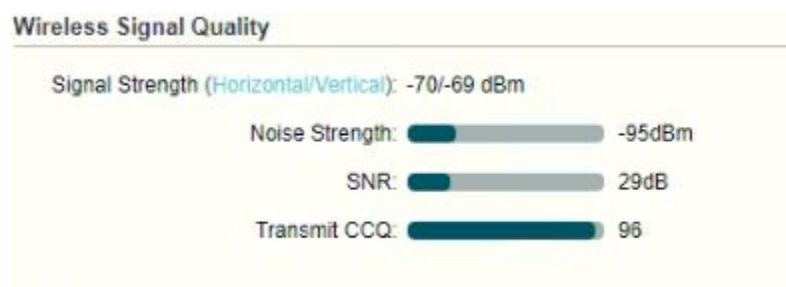 Wireless Signal Quality
Signal Strength (Horizontal/Vertical): -70/-69 dBm
Noise Strength: -95dBm
SNR: 29dB
Transmit CCQ: 96